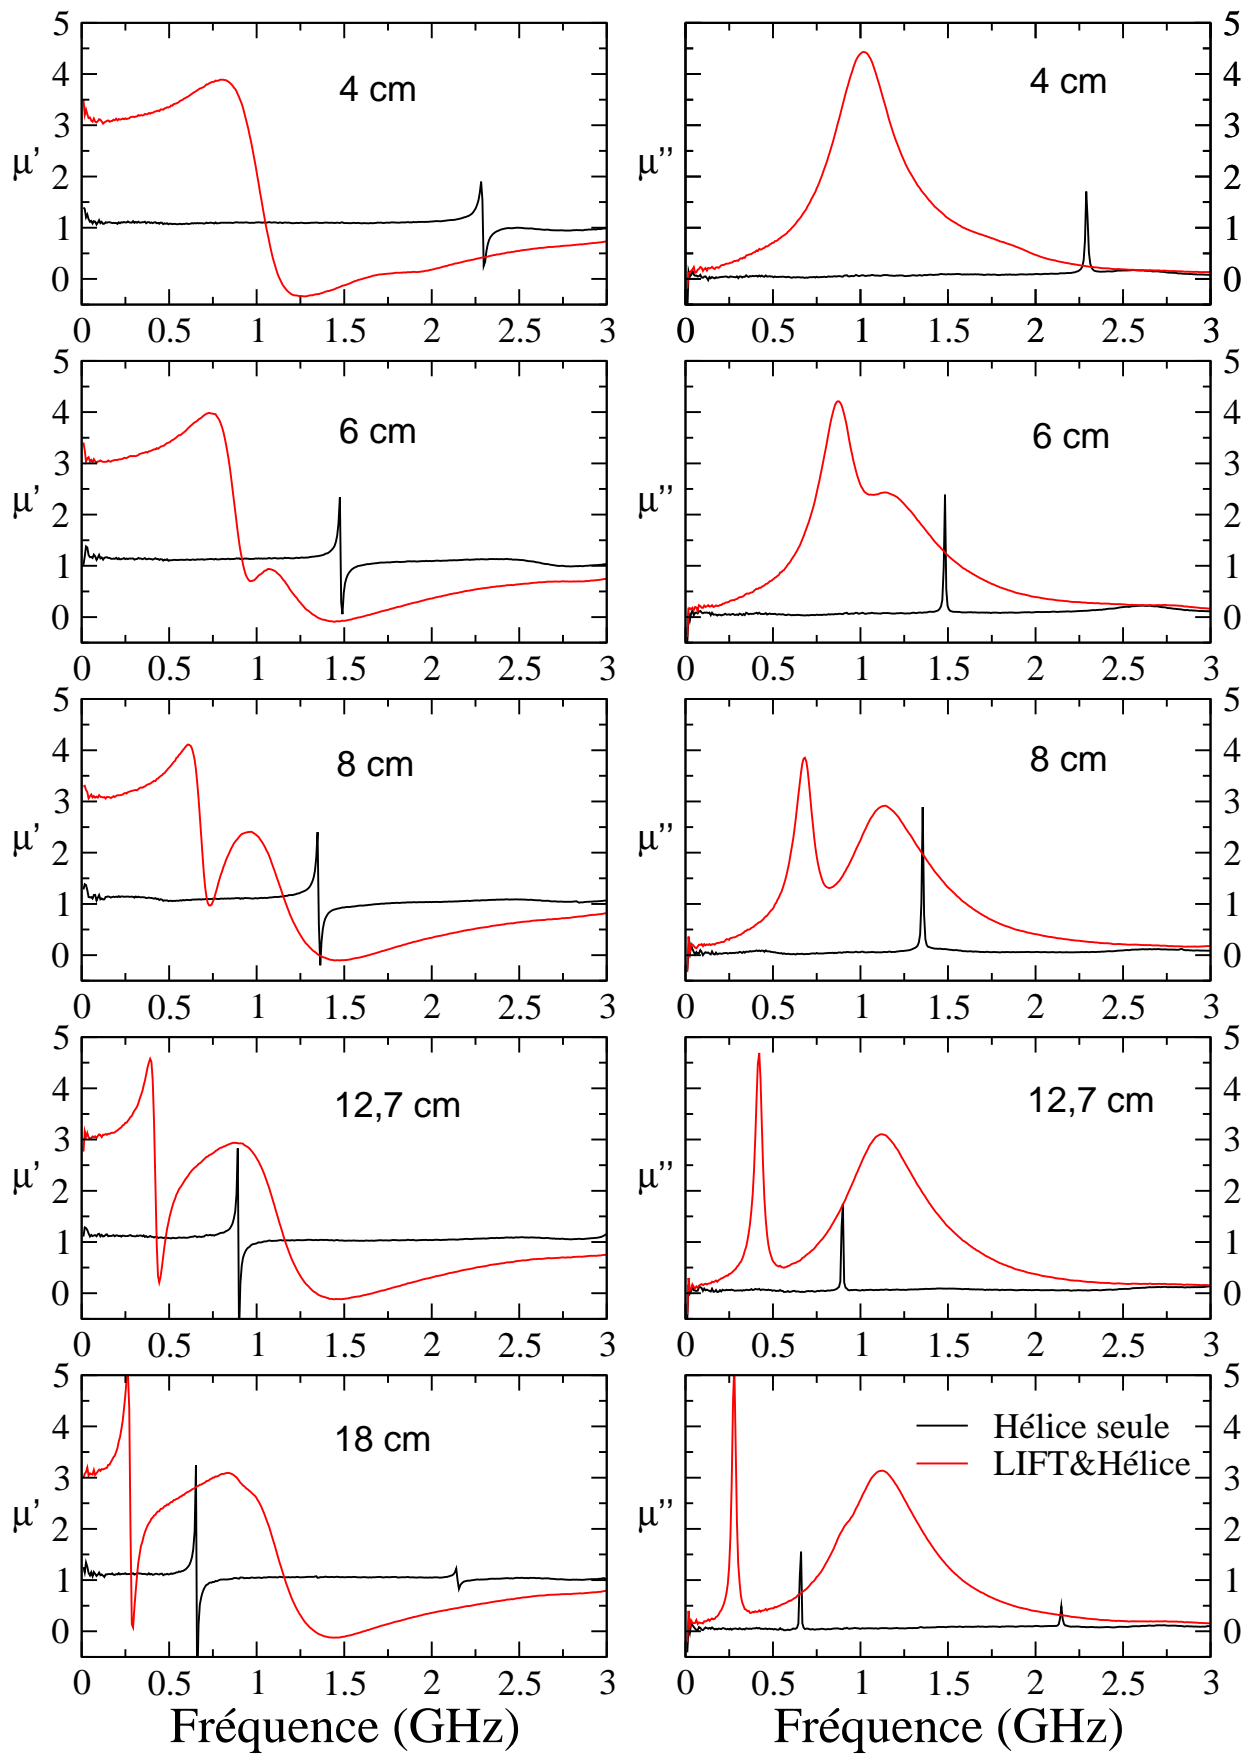 5 5
4 4
3 3
2 2
1 1
0 0
μ’ 4 cm
μ’’ 4 cm
0 0.5 1 1.5 2 2.5 3
0 0.5 1 1.5 2 2.5 3
5 5
4 4
3 3
2 2
1 1
0 0
μ’ 6 cm
μ’’ 6 cm
0 0.5 1 1.5 2 2.5 3
0 0.5 1 1.5 2 2.5 3
5 5
4 4
3 3
2 2
1 1
0 0
μ’ 8 cm
μ’’ 8 cm
0 0.5 1 1.5 2 2.5 3
0 0.5 1 1.5 2 2.5 3
5 5
4 4
3 3
2 2
1 1
0 0
μ’ 12,7 cm
μ’’ 12,7 cm
0 0.5 1 1.5 2 2.5 3
0 0.5 1 1.5 2 2.5 3
5 5
4 4
3 3
2 2
1 1
0 0
μ’ 18 cm
μ’’
Hélice seule
LIFT&Hélice
0 0.5 1 1.5 2 2.5 3
0 0.5 1 1.5 2 2.5 3
Fréquence (GHz)
Fréquence (GHz)